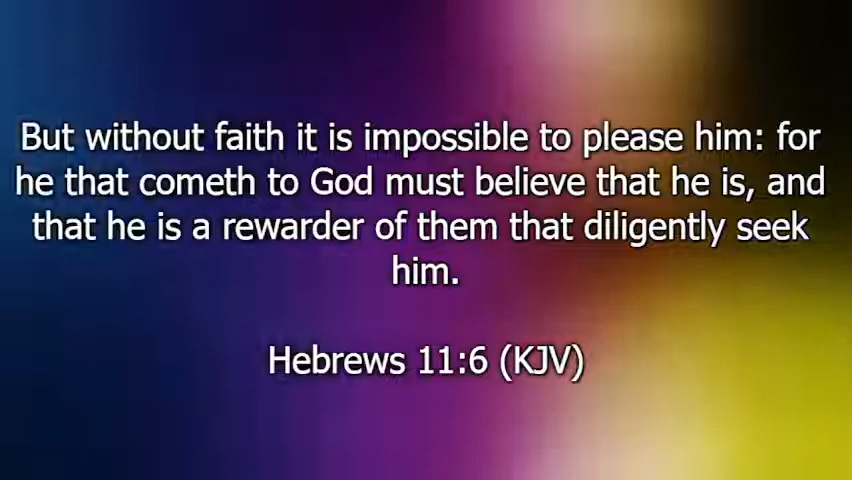 But without faith it is impossible to please him: for
he that cometh to God must believe that he is, and
that he is a rewarder of them that diligently seek
him.
Hebrews 11:6 (KJV)